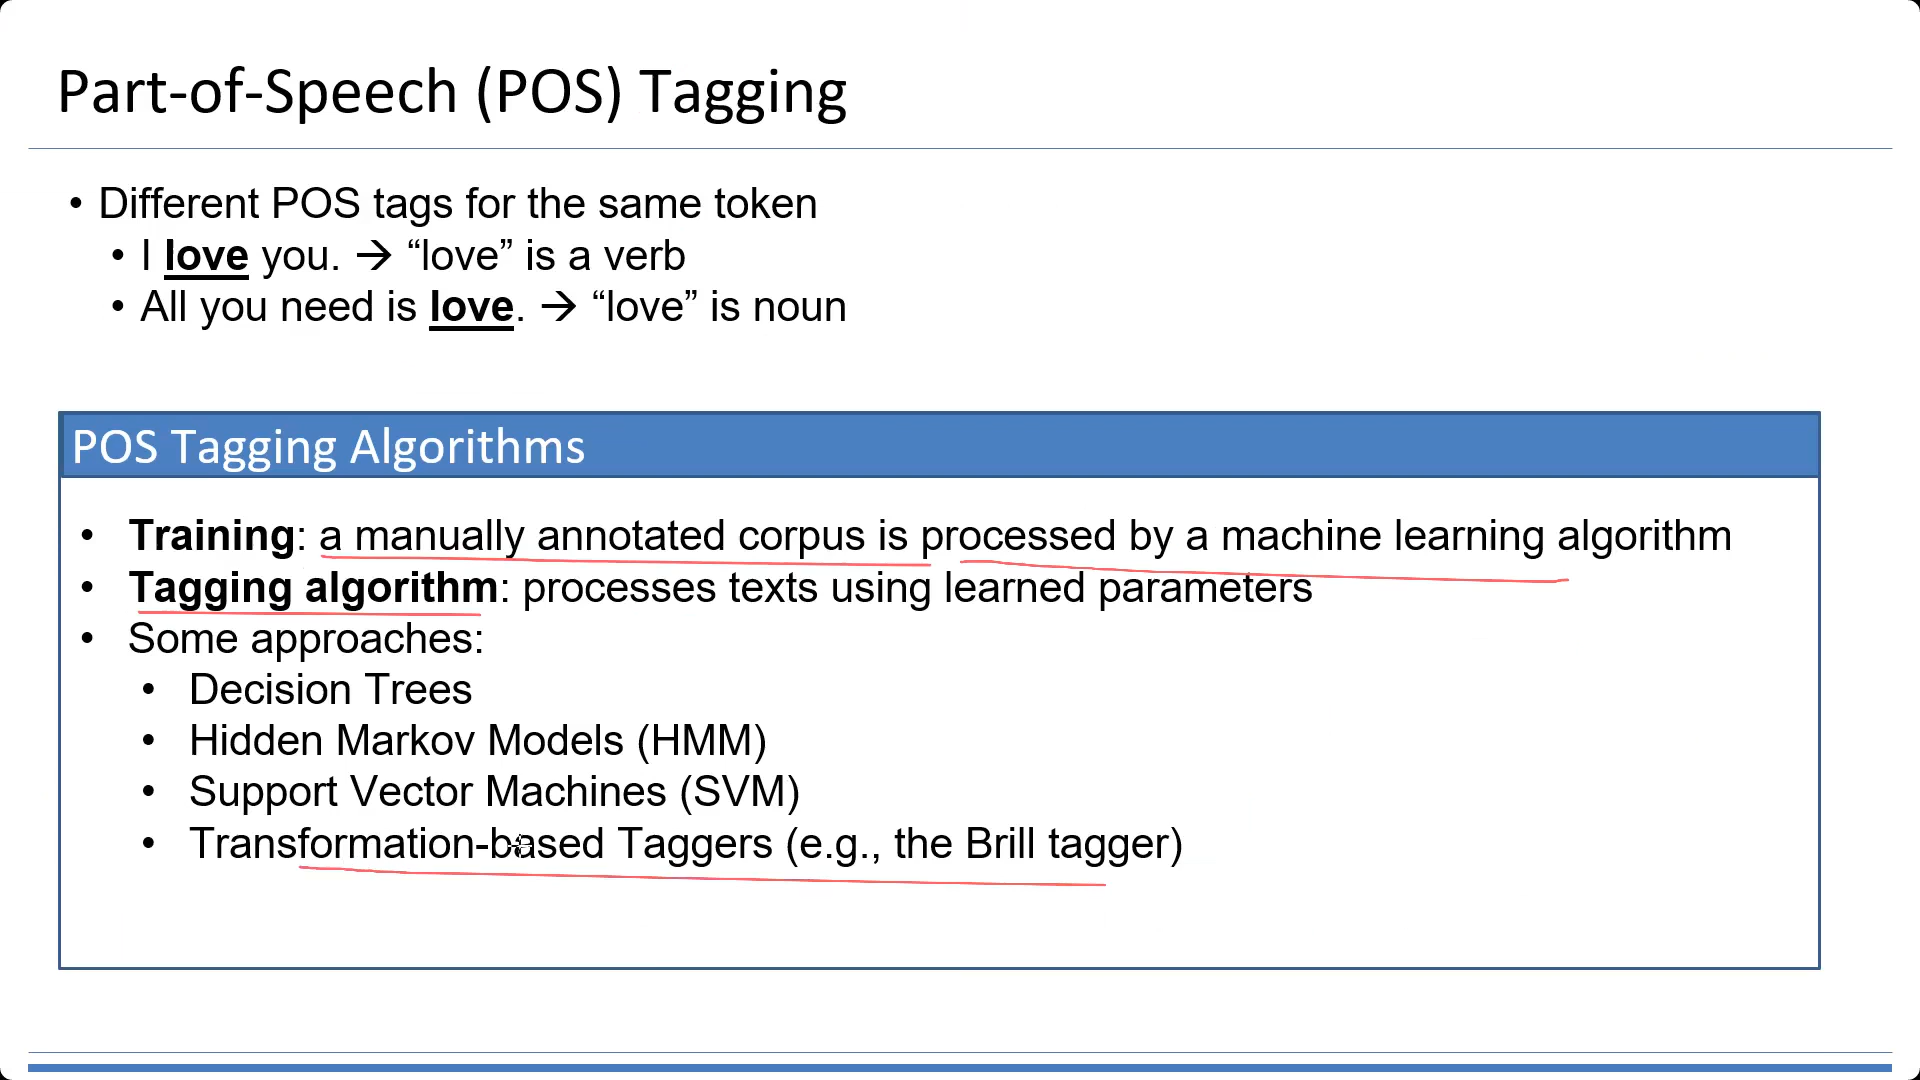 Part-of-Speech (POS) Tagging
• Different POS tags for the same token
• I love you. → “love” is a verb
• All you need is love. → “love” is noun
POS Tagging Algorithms
• Training: a manually annotated corpus is processed by a machine learning algorithm
• Tagging algorithm: processes texts using learned parameters
• Some approaches:
• Decision Trees
• Hidden Markov Models (HMM)
• Support Vector Machines (SVM)
• Transformation-based Taggers (e.g., the Brill tagger)